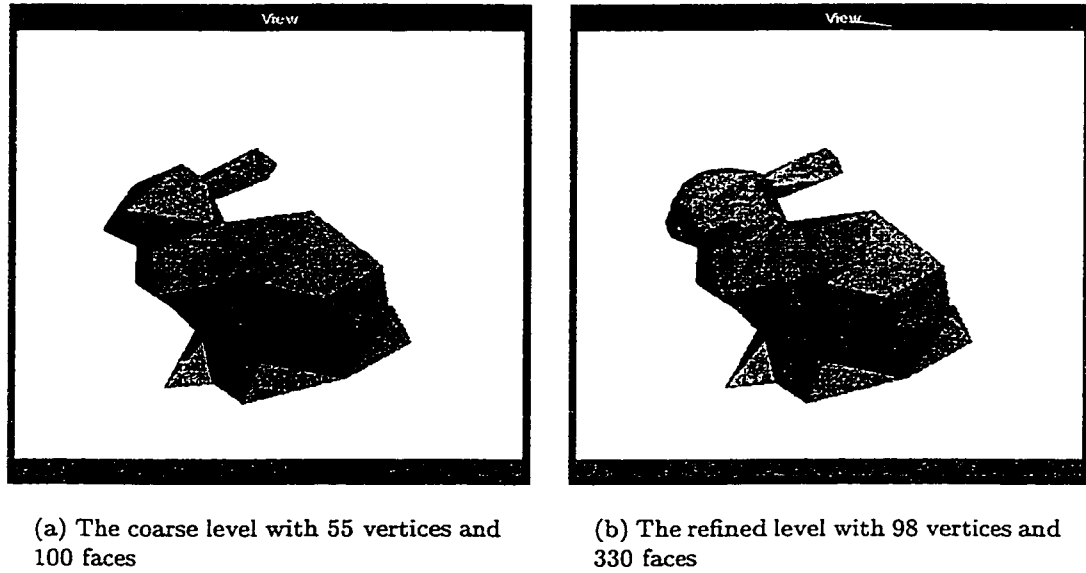 View
View
(a) The coarse level with 55 vertices and
100 faces
(b) The refined level with 98 vertices and
330 faces